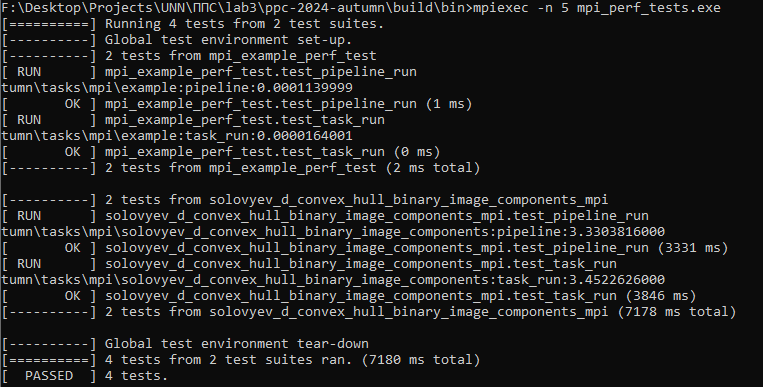 F:\Desktop\Projects\UNN\ППС\lab3\ppc-2024-autumn\build\bin>mpiexec -n 5 mpi_perf_tests.exe
[==========] Running 4 tests from 2 test suites.
[----------] Global test environment set-up.
[----------] 2 tests from mpi_example_perf_test
[ RUN      ] mpi_example_perf_test.test_pipeline_run
tumn\tasks\mpi\example:pipeline:0.0001139999
[       OK ] mpi_example_perf_test.test_pipeline_run (1 ms)
[ RUN      ] mpi_example_perf_test.test_task_run
tumn\tasks\mpi\example:task_run:0.0000164001
[       OK ] mpi_example_perf_test.test_task_run (0 ms)
[----------] 2 tests from mpi_example_perf_test (2 ms total)

[----------] 2 tests from solovyev_d_convex_hull_binary_image_components_mpi
[ RUN      ] solovyev_d_convex_hull_binary_image_components_mpi.test_pipeline_run
tumn\tasks\mpi\solovyev_d_convex_hull_binary_image_components:pipeline:3.3303816000
[       OK ] solovyev_d_convex_hull_binary_image_components_mpi.test_pipeline_run (3331 ms)
[ RUN      ] solovyev_d_convex_hull_binary_image_components_mpi.test_task_run
tumn\tasks\mpi\solovyev_d_convex_hull_binary_image_components:task_run:3.4522626000
[       OK ] solovyev_d_convex_hull_binary_image_components_mpi.test_task_run (3846 ms)
[----------] 2 tests from solovyev_d_convex_hull_binary_image_components_mpi (7178 ms total)

[----------] Global test environment tear-down
[==========] 4 tests from 2 test suites ran. (7180 ms total)
[  PASSED  ] 4 tests.